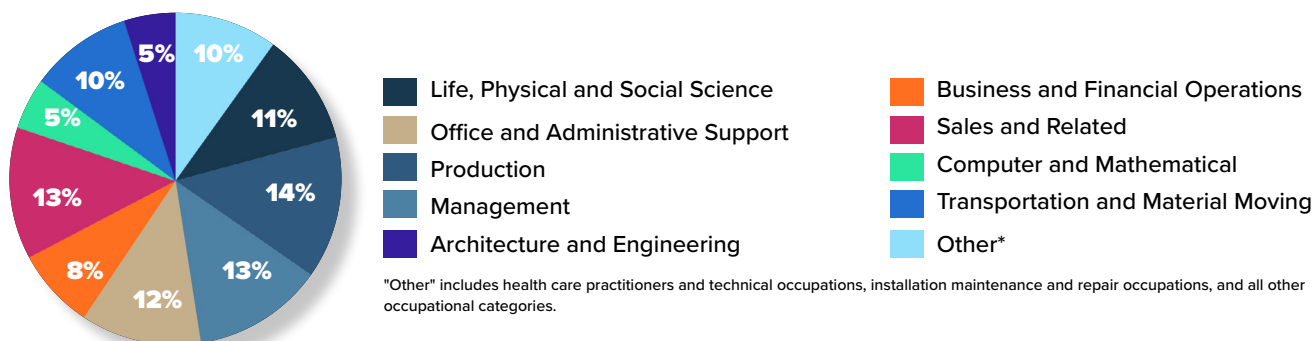 5%
10%
10%
11%
5%
14%
13%
13%
8%
12%
Life, Physical and Social Science
Office and Administrative Support
Production
Management
Architecture and Engineering
Business and Financial Operations
Sales and Related
Computer and Mathematical
Transportation and Material Moving
Other*
"Other" includes health care practitioners and technical occupations, installation maintenance and repair occupations, and all other
occupational categories.